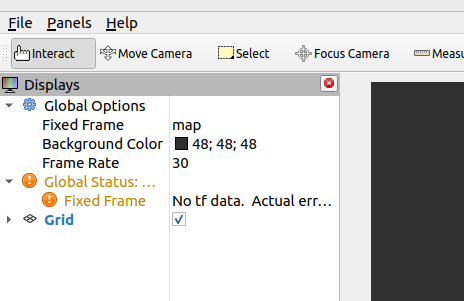 File Panels Help
Interact Move Camera Select Focus Camera Measu
Displays
Global Options
Fixed Frame map
Background Color 48; 48; 48
Frame Rate 30
Global Status: ...
Fixed Frame No tf data.  Actual err...
Grid